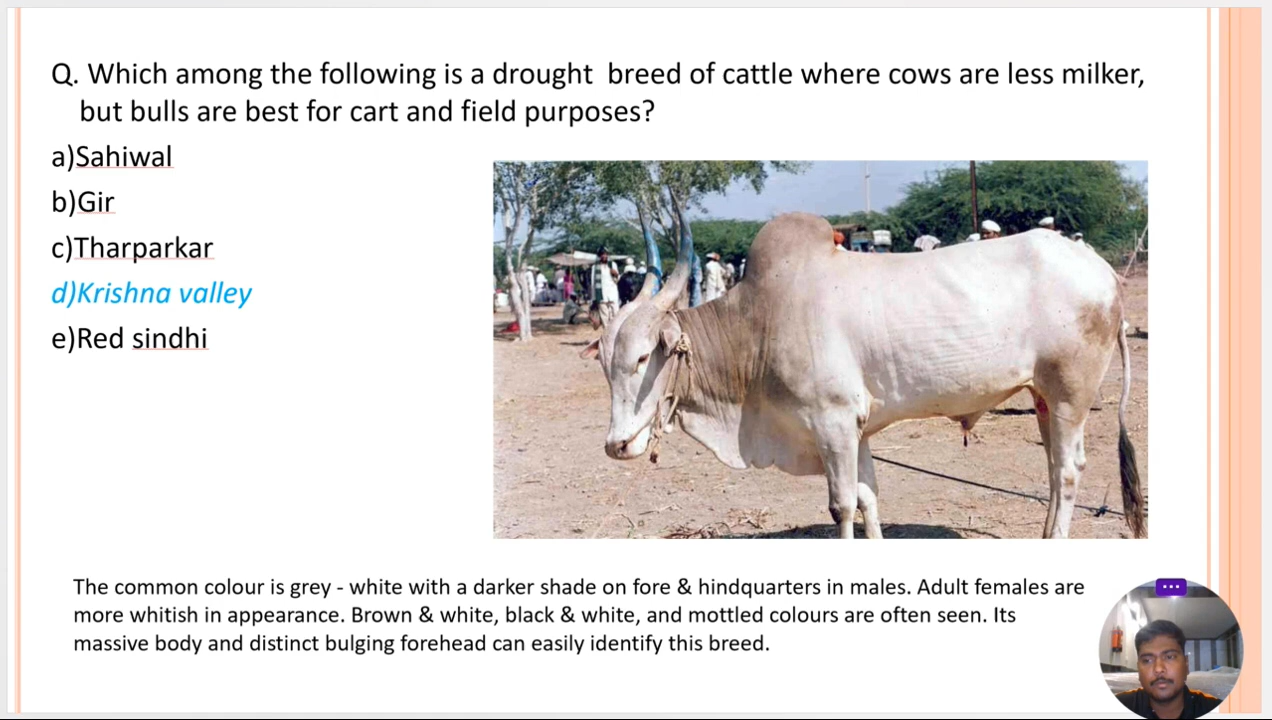 Q. Which among the following is a drought breed of cattle where cows are less milker,
but bulls are best for cart and field purposes?
a)Sahiwal
b)Gir
c)Tharparkar
d)Krishna valley
e)Red sindhi
The common colour is grey - white with a darker shade on fore & hindquarters in males. Adult females are
more whitish in appearance. Brown & white, black & white, and mottled colours are often seen. Its
massive body and distinct bulging forehead can easily identify this breed.